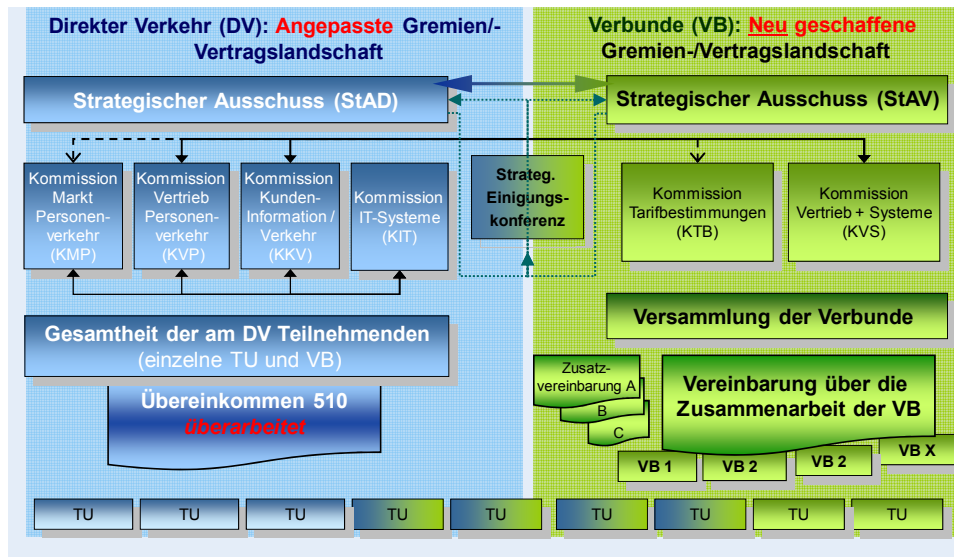 Direkter Verkehr (DV): Angepasste Gremien/-
Vertragslandschaft
Verbunde (VB): Neu geschaffene
Gremien-/Vertragslandschaft
Strategischer Ausschuss (StAD)
Strategischer Ausschuss (StAV)
Kommission
Markt
Personen-
verkehr
(KMP)
Kommission
Vertrieb
Personen-
verkehr
(KVP)
Kommission
Kunden-
Information /
Verkehr
(KKV)
Kommission
IT-Systeme
(KIT)
Strateg.
Einigungs-
konferenz
Kommission
Tarifbestimmungen
(KTB)
Kommission
Vertrieb + Systeme
(KVS)
Gesamtheit der am DV Teilnehmenden
(einzelne TU und VB)
Versammlung der Verbunde
Übereinkommen 510
überarbeitet
Zusatz-
vereinbarung A
B
C
Vereinbarung über die
Zusammenarbeit der VB
VB 1
VB 2
VB 2
VB X
TU
TU
TU
TU
TU
TU
TU
TU
TU